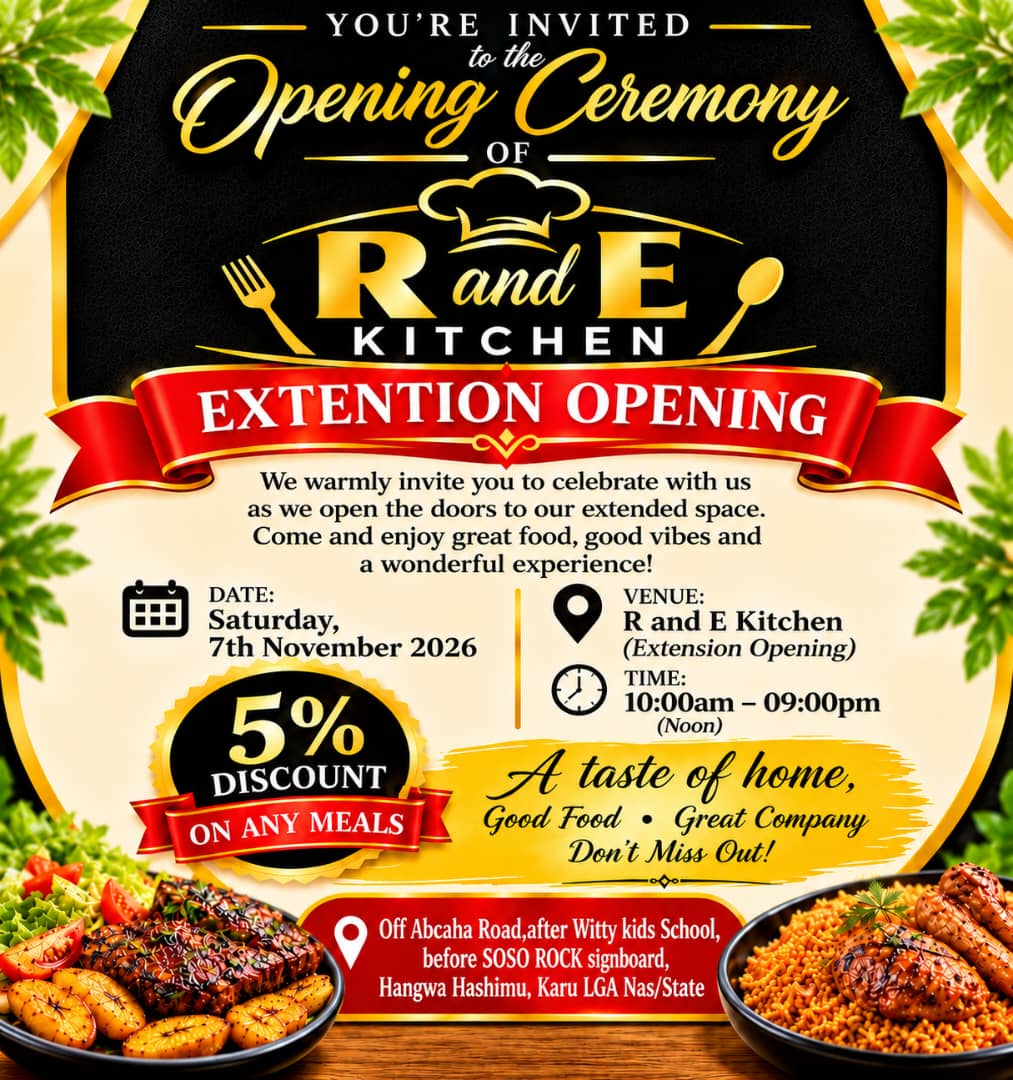 YOU'RE INVITED
to the
Opening Ceremony
OF
R and E
KITCHEN
EXTENTION OPENING
We warmly invite you to celebrate with us
as we open the doors to our extended space.
Come and enjoy great food, good vibes and
a wonderful experience!
DATE:
Saturday,
7th November 2026
VENUE:
R and E Kitchen
(Extension Opening)
TIME:
10:00am – 09:00pm
(Noon)
5%
DISCOUNT
ON ANY MEALS
A taste of home,
Good Food • Great Company
Don't Miss Out!
Off Abcaha Road,after Witty kids School,
before SOSO ROCK signboard,
Hangwa Hashimu, Karu LGA Nas/State